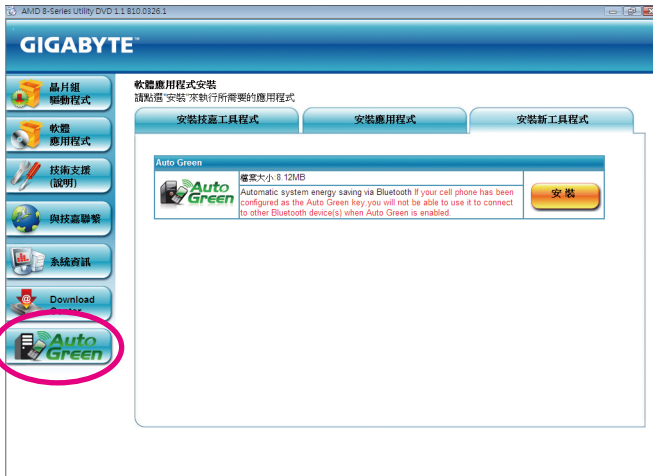 AMD 8-Series Utility DVD 1.1 B10.0326.1
GIGABYTE™
晶片組
驅動程式
軟體
應用程式
技術支援
(說明)
與技嘉聯繫
系統資訊
Download
Center
Auto
Green
軟體應用程式安裝
請點選"安裝"來執行所需要的應用程式
安裝技嘉工具程式
安裝應用程式
安裝新工具程式
Auto Green
Auto
Green
檔案大小:8.12MB
Automatic system energy saving via Bluetooth If your cell phone has been
configured as the Auto Green key,you will not be able to use it to connect
to other Bluetooth device(s) when Auto Green is enabled.
安裝